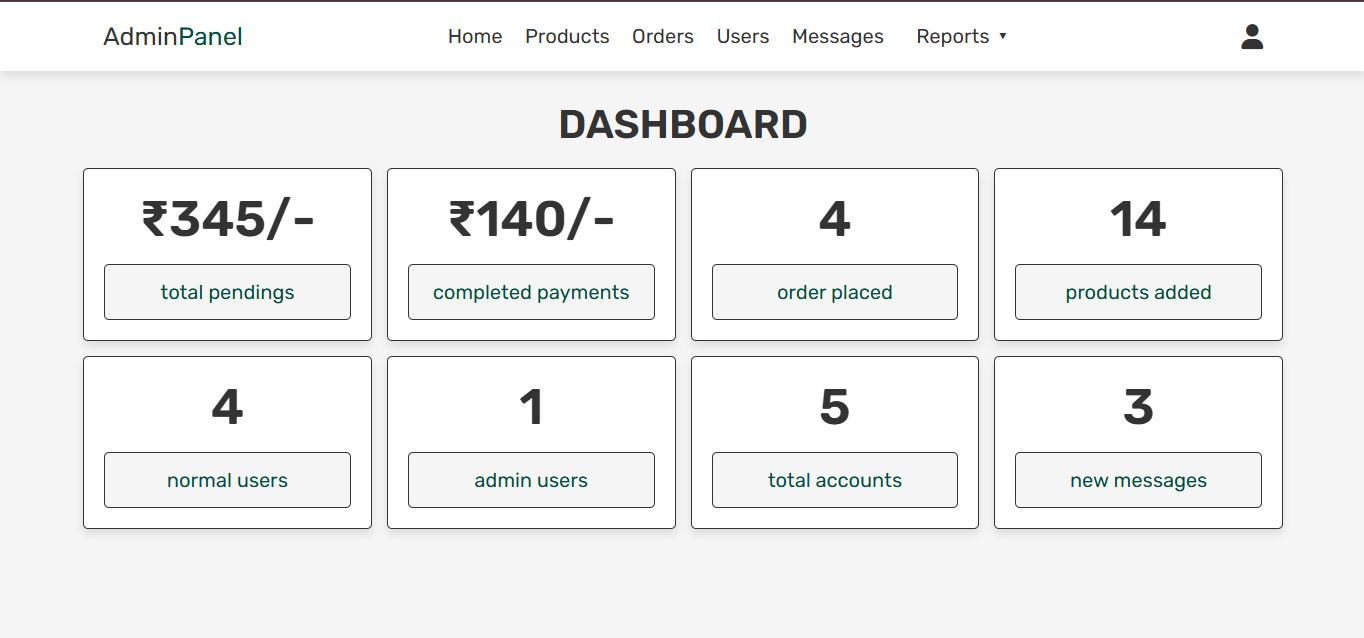 AdminPanel Home Products Orders Users Messages Reports ▾
DASHBOARD
₹345/- ₹140/- 4 14
total pendings completed payments order placed products added
4 1 5 3
normal users admin users total accounts new messages